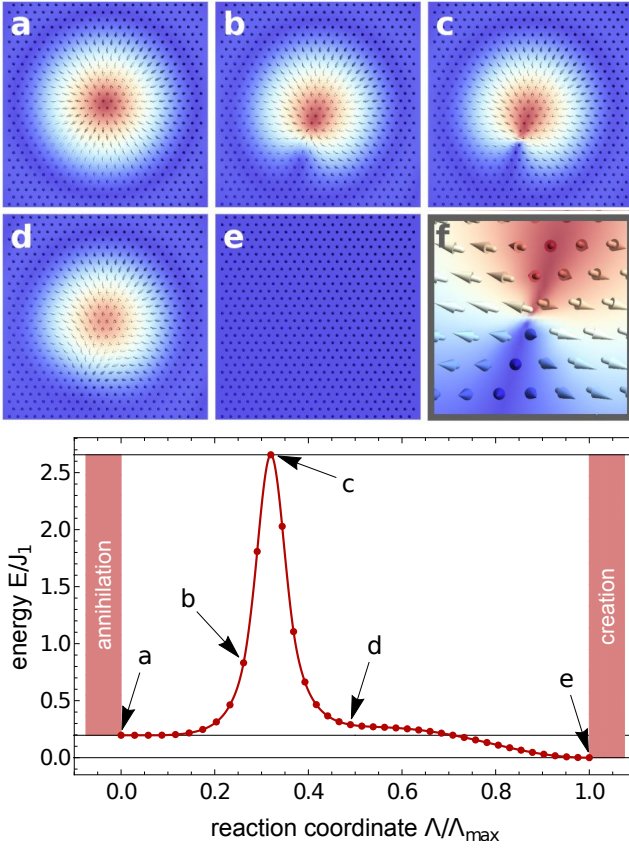 a b c
d e f
energy E/J₁
annihilation
creation
2.5
2.0
1.5
1.0
0.5
0.0
a
b
c
d
e
0.0 0.2 0.4 0.6 0.8 1.0
reaction coordinate Λ/Λmax